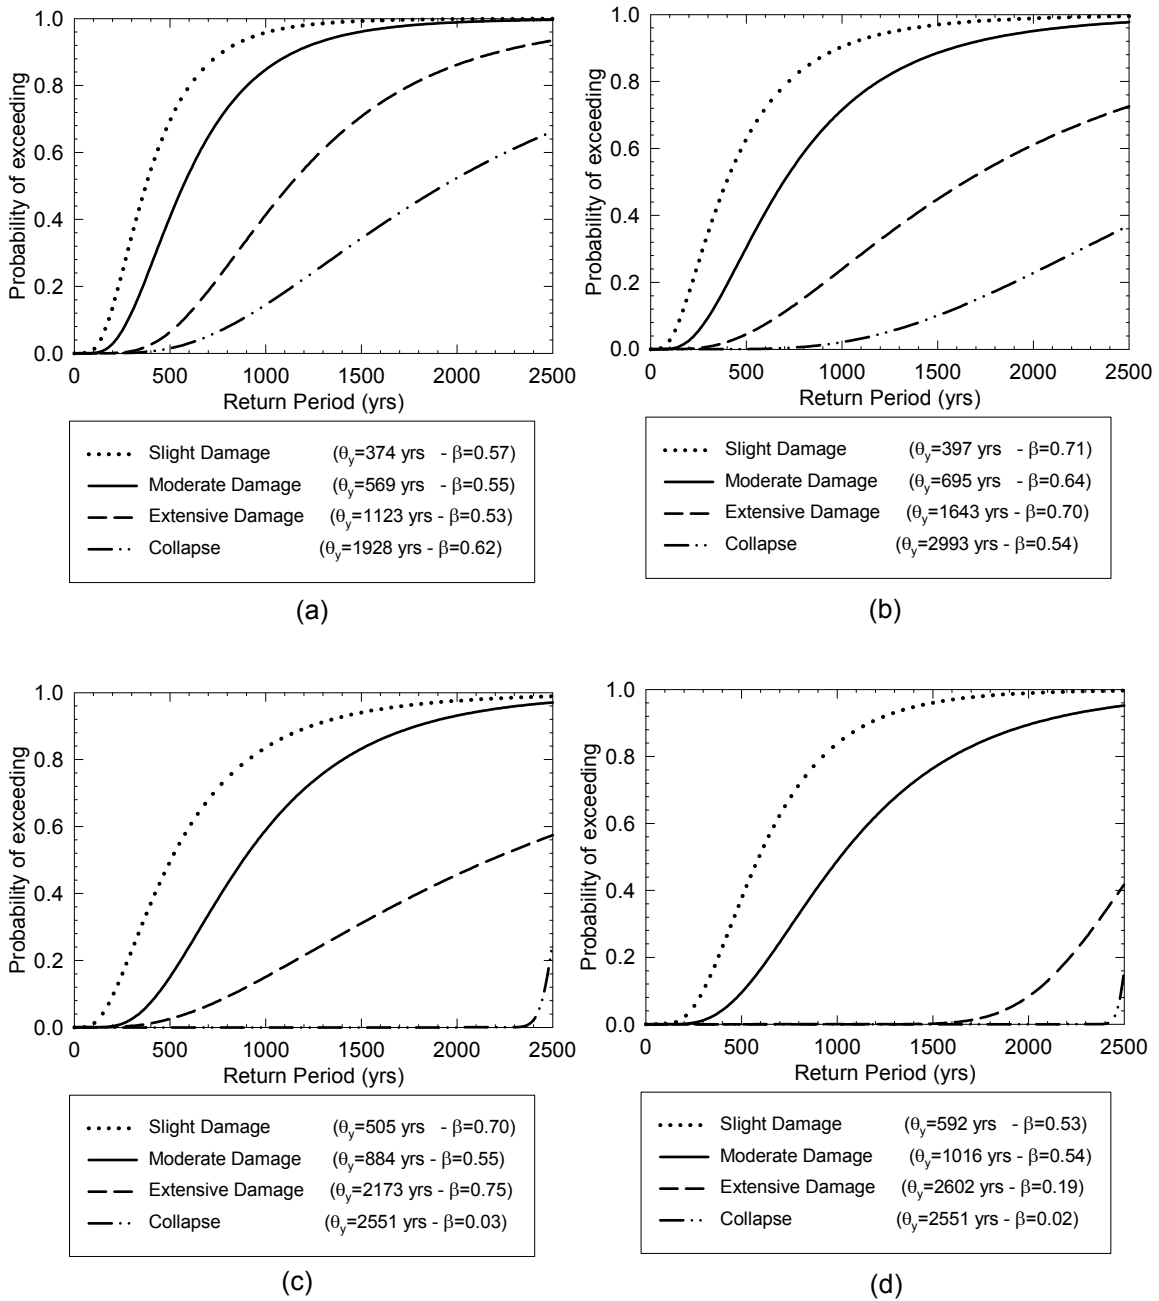 Probability of exceeding
1.0
0.8
0.6
0.4
0.2
0.0
0 500 1000 1500 2000 2500
Return Period (yrs)
Slight Damage (θy=374 yrs - β=0.57)
Moderate Damage (θy=569 yrs - β=0.55)
Extensive Damage (θy=1123 yrs - β=0.53)
Collapse (θy=1928 yrs - β=0.62)
(a)
Probability of exceeding
1.0
0.8
0.6
0.4
0.2
0.0
0 500 1000 1500 2000 2500
Return Period (yrs)
Slight Damage (θy=397 yrs - β=0.71)
Moderate Damage (θy=695 yrs - β=0.64)
Extensive Damage (θy=1643 yrs - β=0.70)
Collapse (θy=2993 yrs - β=0.54)
(b)
Probability of exceeding
1.0
0.8
0.6
0.4
0.2
0.0
0 500 1000 1500 2000 2500
Return Period (yrs)
Slight Damage (θy=505 yrs - β=0.70)
Moderate Damage (θy=884 yrs - β=0.55)
Extensive Damage (θy=2173 yrs - β=0.75)
Collapse (θy=2551 yrs - β=0.03)
(c)
Probability of exceeding
1.0
0.8
0.6
0.4
0.2
0.0
0 500 1000 1500 2000 2500
Return Period (yrs)
Slight Damage (θy=592 yrs - β=0.53)
Moderate Damage (θy=1016 yrs - β=0.54)
Extensive Damage (θy=2602 yrs - β=0.19)
Collapse (θy=2551 yrs - β=0.02)
(d)